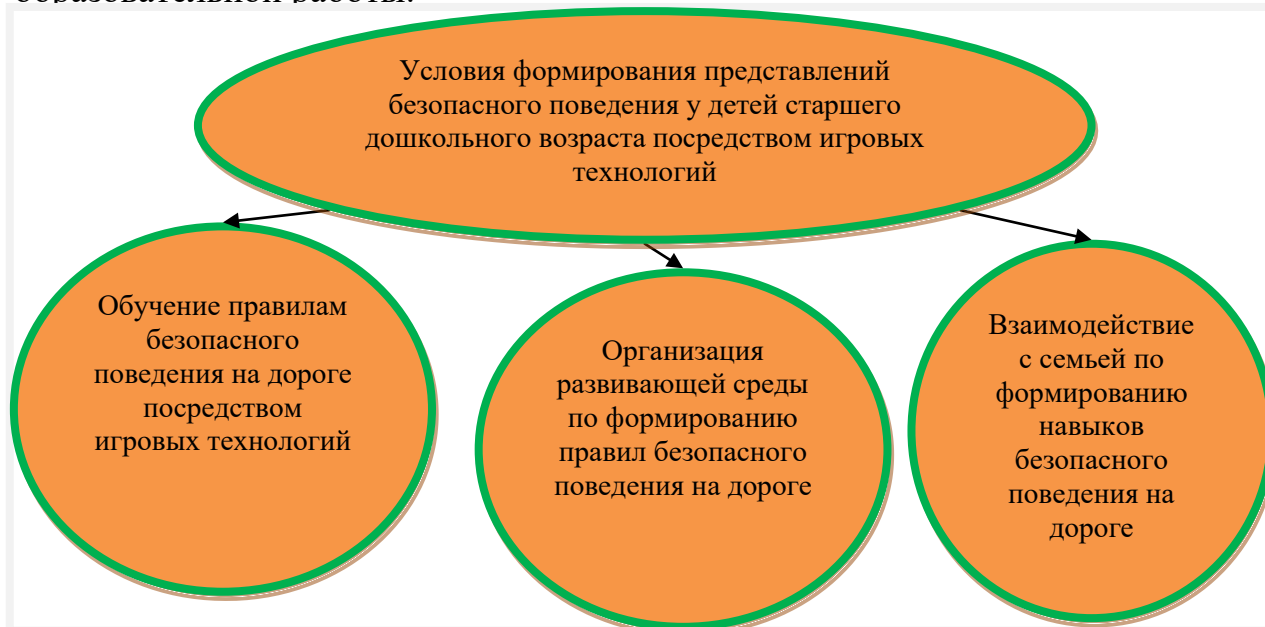 образовательной работы.
Условия формирования представлений
безопасного поведения у детей старшего
дошкольного возраста посредством игровых
технологий
Обучение правилам
безопасного
поведения на дороге
посредством
игровых технологий
Организация
развивающей среды
по формированию
правил безопасного
поведения на дороге
Взаимодействие
с семьей по
формированию
навыков
безопасного
поведения на
дороге